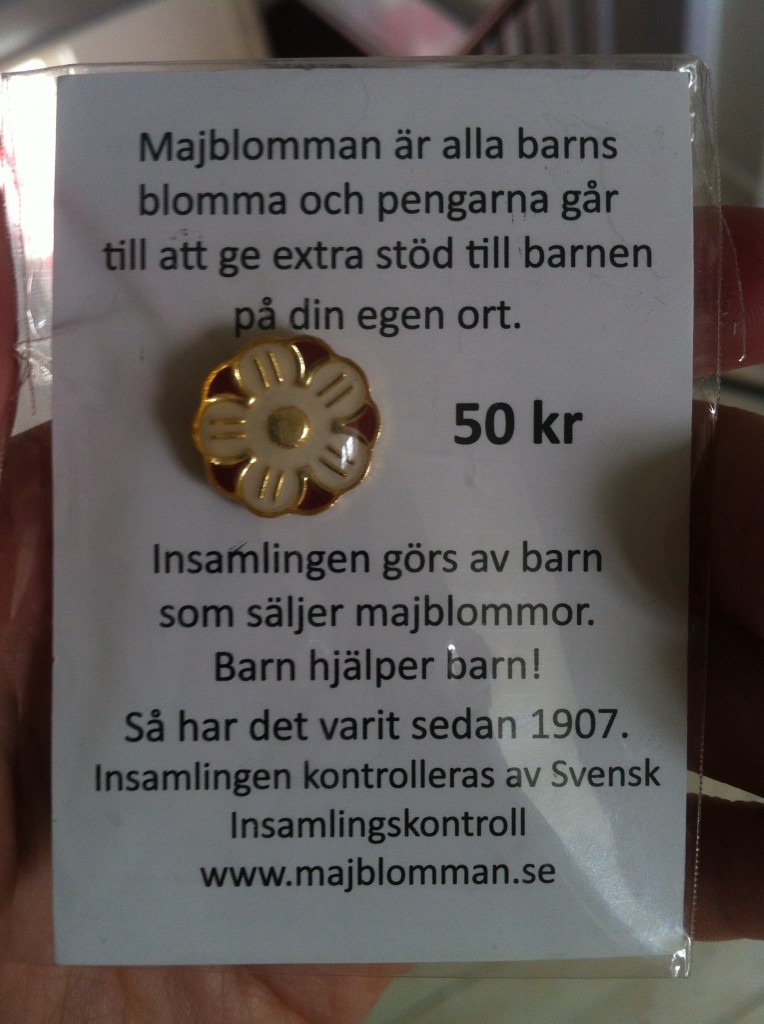 Majblomman är alla barns
blomma och pengarna går
till att ge extra stöd till barnen
på din egen ort.
50 kr
Insamlingen görs av barn
som säljer majblommor.
Barn hjälper barn!
Så har det varit sedan 1907.
Insamlingen kontrolleras av Svensk
Insamlingskontroll
www.majblomman.se